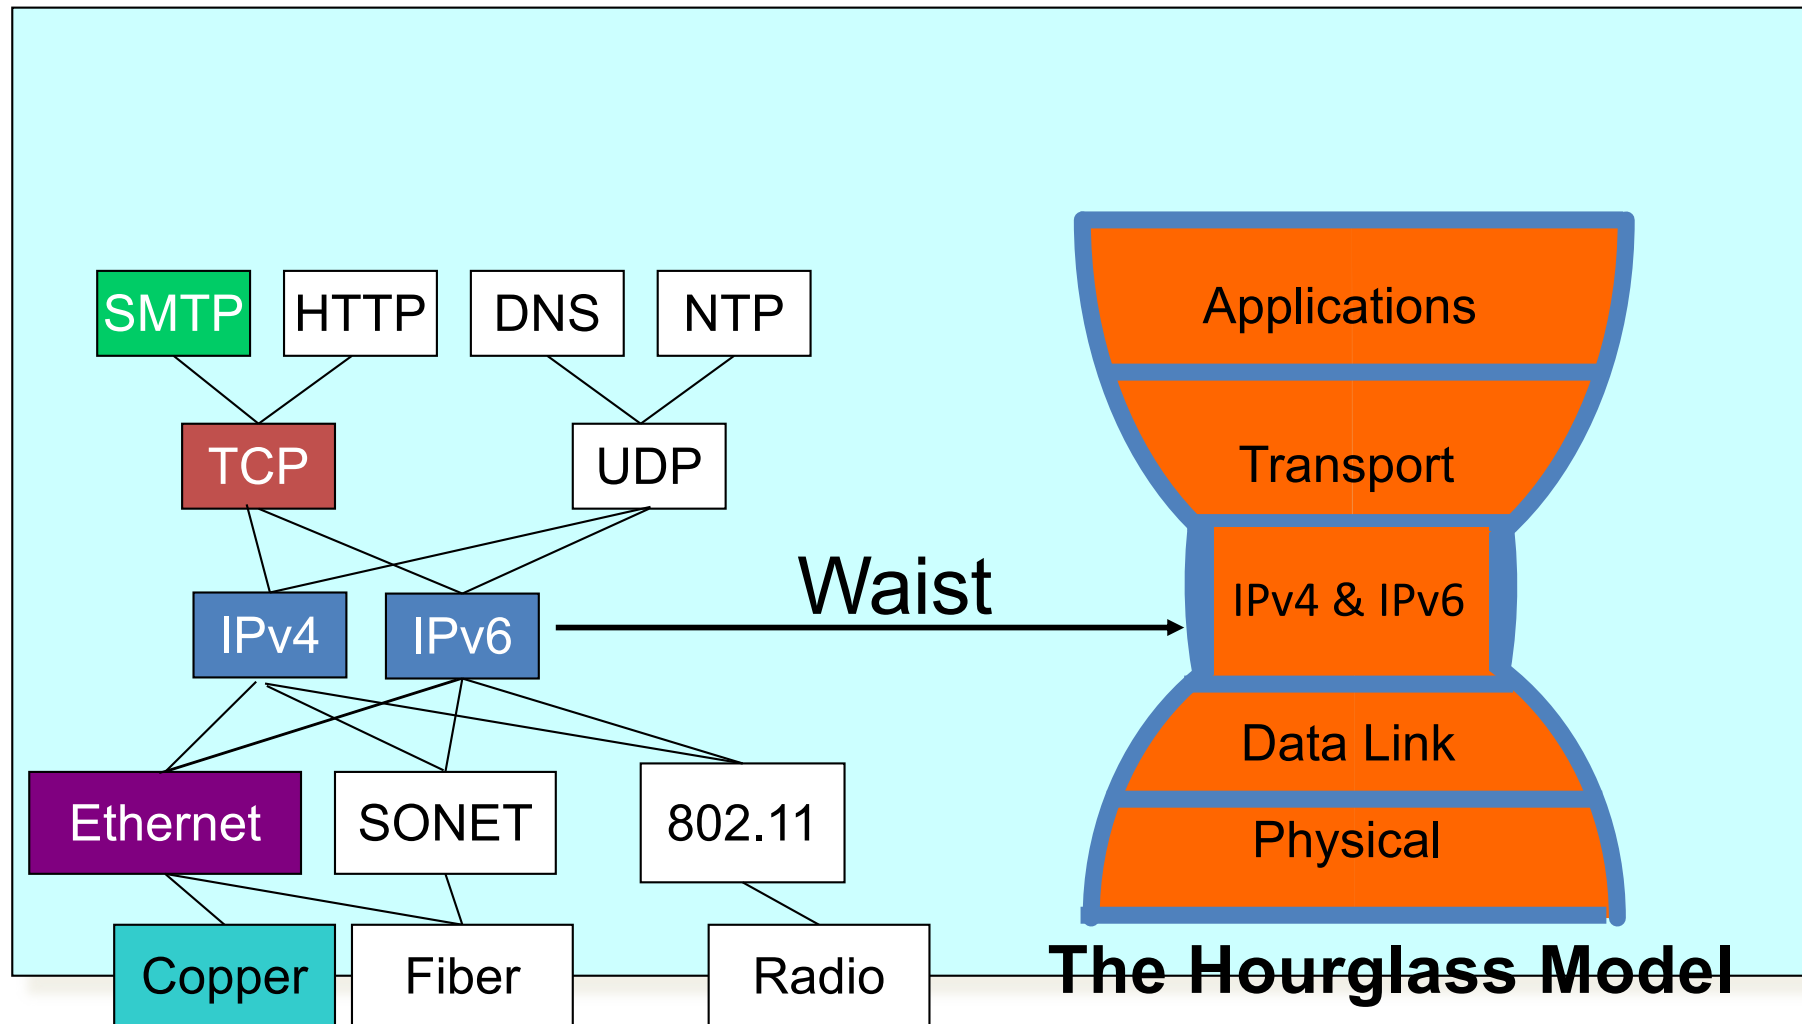 SMTP
HTTP
DNS
NTP
TCP
UDP
IPv4
IPv6
Ethernet
SONET
802.11
Copper
Fiber
Radio
Waist
Applications
Transport
IPv4 & IPv6
Data Link
Physical
The Hourglass Model